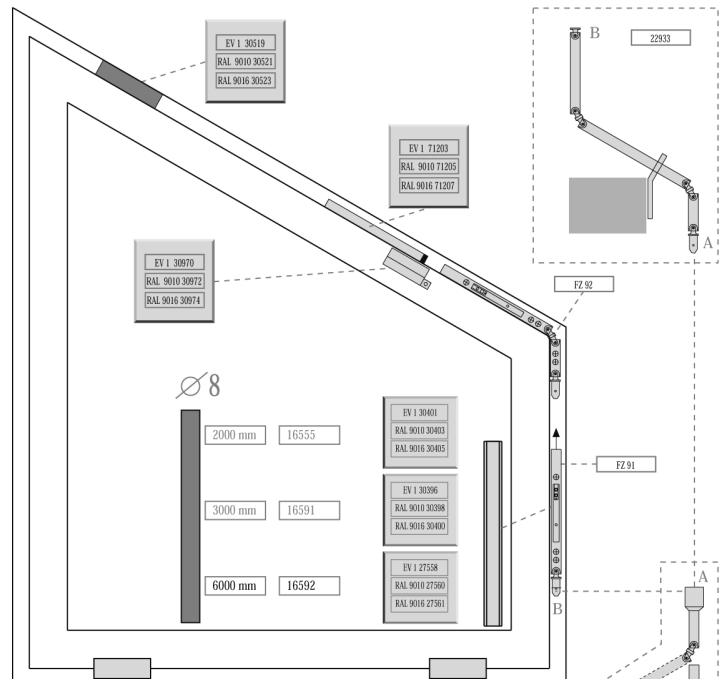 B
22933
EV 1 30519
RAL 9010 30521
RAL 9016 30523
EV 1 71203
RAL 9010 71205
RAL 9016 71207
A
EV 1 30970
RAL 9010 30972
RAL 9016 30974
FZ 92
⌀ 8
2000 mm 16555
3000 mm 16591
6000 mm 16592
EV 1 30401
RAL 9010 30403
RAL 9016 30405
EV 1 30396
RAL 9010 30398
RAL 9016 30400
EV 1 27558
RAL 9010 27560
RAL 9016 27561
FZ 91
B
A